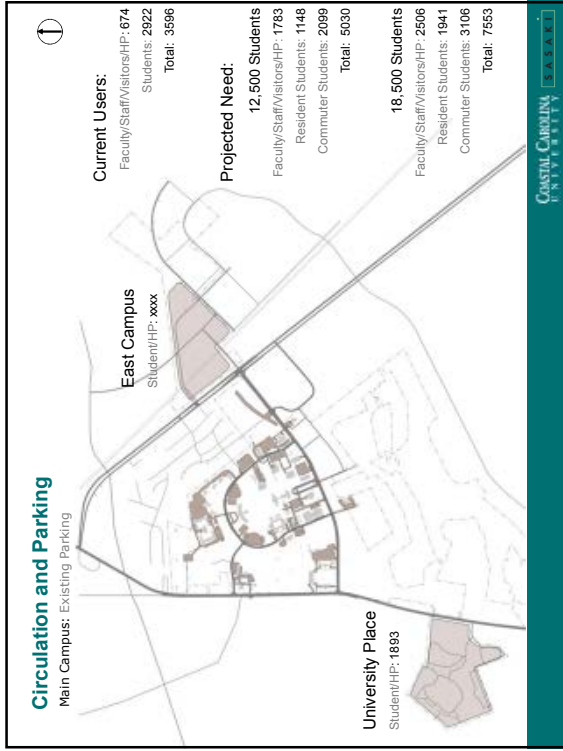 Circulation and Parking
Main Campus: Existing Parking
Current Users:
Faculty/Staff/Visitors/HP: 674
Students: 2922
Total: 3596
Projected Need:
12,500 Students
Faculty/Staff/Visitors/HP: 1783
Resident Students: 1148
Commuter Students: 2099
Total: 5030
18,500 Students
Faculty/Staff/Visitors/HP: 2506
Resident Students: 1941
Commuter Students: 3106
Total: 7553
East Campus
Student/HP: xxxx
University Place
Student/HP: 1893
COASTAL CAROLINA
UNIVERSITY
SASAKI